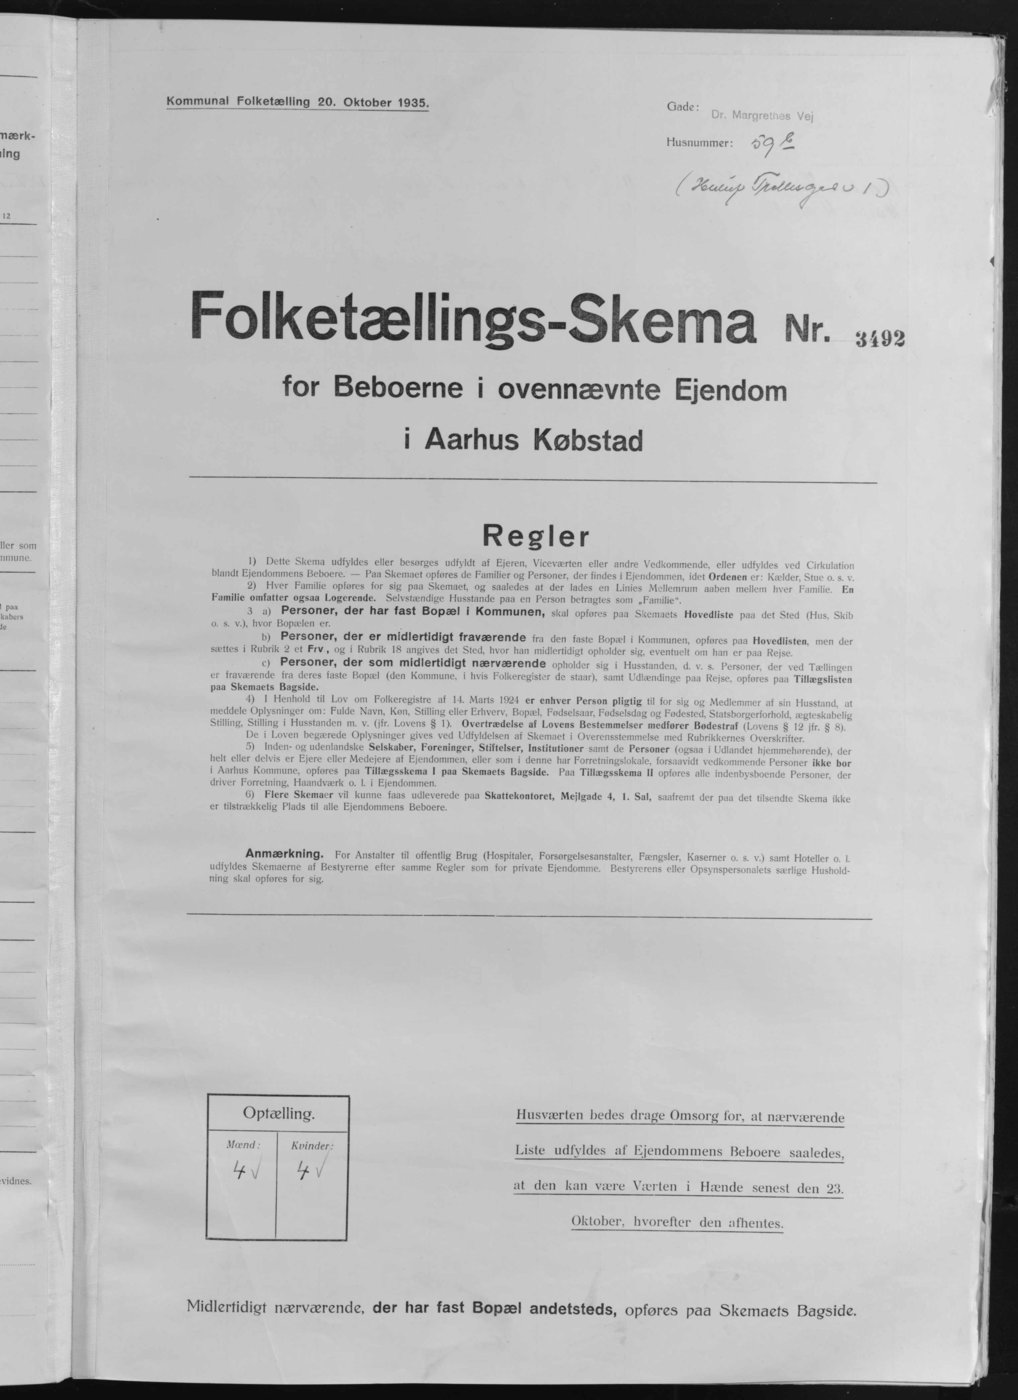 Kommunal Folketælling 20. Oktober 1935.
Gade: Dr. Margrethes Vej
Husnummer: 59 E
Folketællings-Skema Nr. 3492
for Beboerne i ovennævnte Ejendom
i Aarhus Købstad
Regler
1) Dette Skema udfyldes eller besørges udfyldt af Ejeren, Viceværten eller andre Vedkommende, eller udfyldes ved Cirkulation
blandt Ejendommens Beboere. — Paa Skemaet opføres de Familier og Personer, der findes i Ejendommen, idet Ordenen er: Kælder, Stue o. s. v.
2) Hver Familie opføres for sig paa Skemaet, og saaledes at der lades en Linies Mellemrum aaben mellem hver Familie. En
Familie omfatter ogsaa Logerende. Selvstændige Husstande paa en Person betragtes som „Familie“.
3 a) Personer, der har fast Bopæl i Kommunen, skal opføres paa Skemaets Hovedliste paa det Sted (Hus, Skib
o. s. v.), hvor Bopælen er.
b) Personer, der er midlertidigt fraværende fra den faste Bopæl i Kommunen, opføres paa Hovedlisten, men der
sættes i Rubrik 2 et Frv, og i Rubrik 18 angives det Sted, hvor han midlertidigt opholder sig, eventuelt om han er paa Rejse.
c) Personer, der som midlertidigt nærværende opholder sig i Husstanden, d. v. s. Personer, der ved Tællingen
er fraværende fra deres faste Bopæl (den Kommune, i hvis Folkeregister de staar), samt Udlændinge paa Rejse, opføres paa Tillægslisten
paa Skemaets Bagside.
4) I Henhold til Lov om Folkeregistre af 14. Marts 1924 er enhver Person pligtig til for sig og Medlemmer af sin Husstand, at
meddele Oplysninger om: Fulde Navn, Køn, Stilling eller Erhverv, Bopæl, Fødselsaar, Fødselsdag og Fødested, Statsborgerforhold, ægteskabelig
Stilling, Stilling i Husstanden m. v. (jfr. Lovens § 1). Overtrædelse af Lovens Bestemmelser medfører Bødestraf (Lovens § 12 jfr. § 8).
De i Loven begærede Oplysninger gives ved Udfyldelsen af Skemaet i Overensstemmelse med Rubrikkernes Overskrifter.
5) Inden- og udenlandske Selskaber, Foreninger, Stiftelser, Institutioner samt de Personer (ogsaa i Udlandet hjemmehørende), der
helt eller delvis er Ejere eller Medejere af Ejendommen, eller som i denne har Forretningslokale, forsaavidt vedkommende Personer ikke bor
i Aarhus Kommune, opføres paa Tillægsskema I paa Skemaets Bagside. Paa Tillægsskema II opføres alle indenbysboende Personer, der
driver Forretning, Haandværk o. l. i Ejendommen.
6) Flere Skemaer vil kunne faas udleverede paa Skattekontoret, Mejlgade 4, 1. Sal, saafremt der paa det tilsendte Skema ikke
er tilstrækkelig Plads til alle Ejendommens Beboere.
Anmærkning. For Anstalter til offentlig Brug (Hospitaler, Forsørgelsesanstalter, Fængsler, Kaserner o. s. v.) samt Hoteller o. l.
udfyldes Skemaerne af Bestyrerne efter samme Regler som for private Ejendomme. Bestyrerens eller Opsynspersonalets særlige Hushold-
ning skal opføres for sig.
Optælling.
Mænd: Kvinder:
4 √ 4 √
Husværten bedes drage Omsorg for, at nærværende
Liste udfyldes af Ejendommens Beboere saaledes,
at den kan være Værten i Hænde senest den 23.
Oktober, hvorefter den afhentes.
Midlertidigt nærværende, der har fast Bopæl andetsteds, opføres paa Skemaets Bagside.